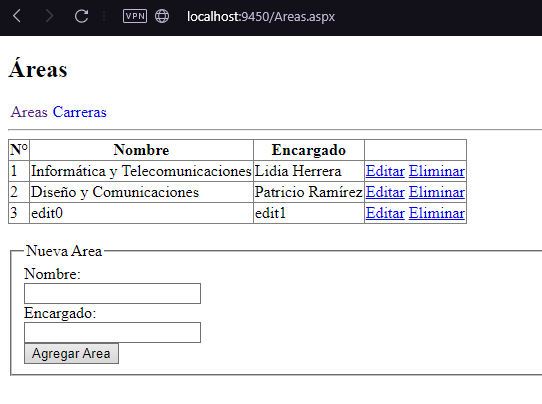 VPN localhost:9450/Areas.aspx
Áreas
Areas Carreras
N° Nombre Encargado
1 Informática y Telecomunicaciones Lidia Herrera Editar Eliminar
2 Diseño y Comunicaciones Patricio Ramírez Editar Eliminar
3 edit0 edit1 Editar Eliminar
Nueva Area
Nombre:
Encargado:
Agregar Area